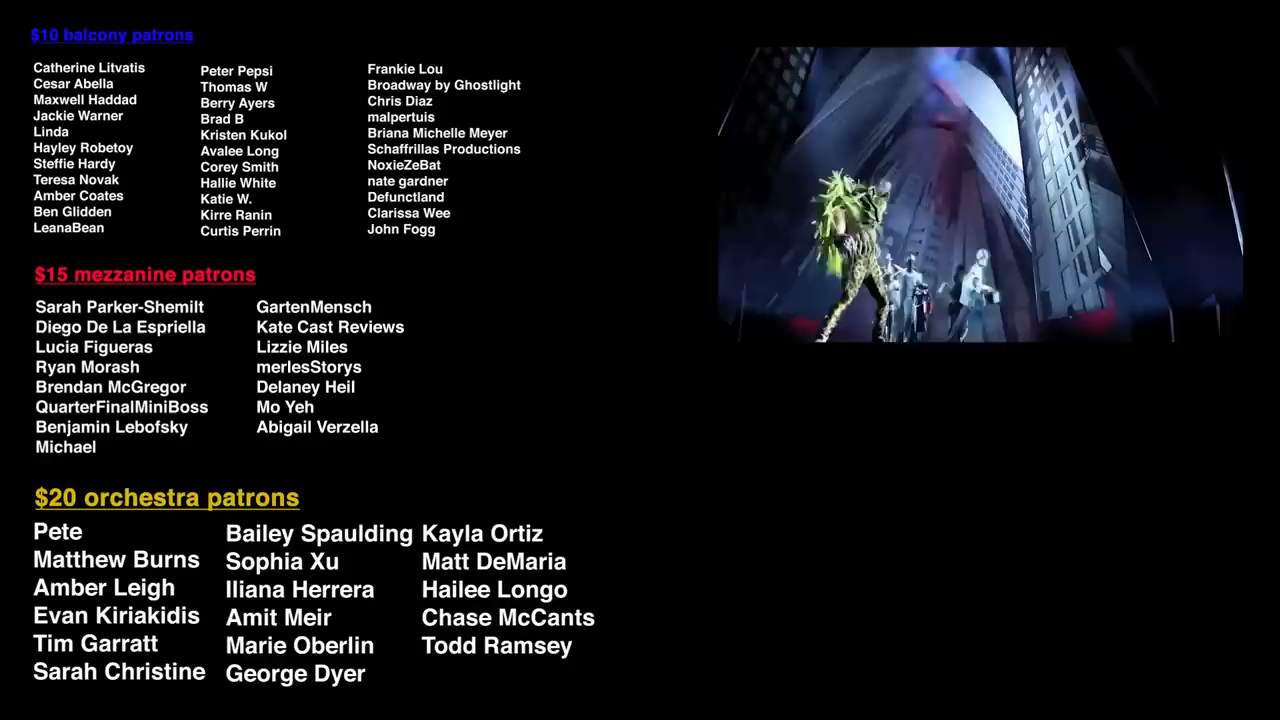 $10 balcony patrons
Catherine Litvatis
Cesar Abella
Maxwell Haddad
Jackie Warner
Linda
Hayley Robetoy
Steffie Hardy
Teresa Novak
Amber Coates
Ben Glidden
LeanaBean
Peter Pepsi
Thomas W
Berry Ayers
Brad B
Kristen Kukol
Avalee Long
Corey Smith
Hallie White
Katie W.
Kirre Ranin
Curtis Perrin
Frankie Lou
Broadway by Ghostlight
Chris Diaz
malpertuis
Briana Michelle Meyer
Schaffrillas Productions
NoxieZeBat
nate gardner
Defunctland
Clarissa Wee
John Fogg
$15 mezzanine patrons
Sarah Parker-Shemilt
Diego De La Espriella
Lucia Figueras
Ryan Morash
Brendan McGregor
QuarterFinalMiniBoss
Benjamin Lebofsky
Michael
GartenMensch
Kate Cast Reviews
Lizzie Miles
merlesStorys
Delaney Heil
Mo Yeh
Abigail Verzella
$20 orchestra patrons
Pete
Matthew Burns
Amber Leigh
Evan Kiriakidis
Tim Garratt
Sarah Christine
Bailey Spaulding
Sophia Xu
Iliana Herrera
Amit Meir
Marie Oberlin
George Dyer
Kayla Ortiz
Matt DeMaria
Hailee Longo
Chase McCants
Todd Ramsey